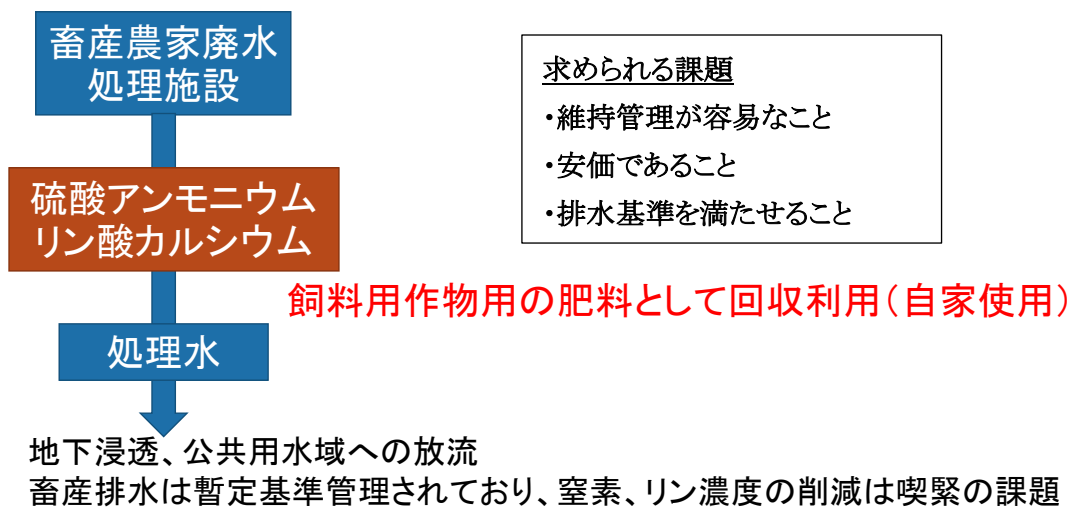 畜産農家廃水
処理施設
求められる課題
・維持管理が容易なこと
・安価であること
・排水基準を満たせること
硫酸アンモニウム
リン酸カルシウム
飼料用作物用の肥料として回収利用（自家使用）
処理水
地下浸透、公共用水域への放流
畜産排水は暫定基準管理されており、窒素、リン濃度の削減は喫緊の課題